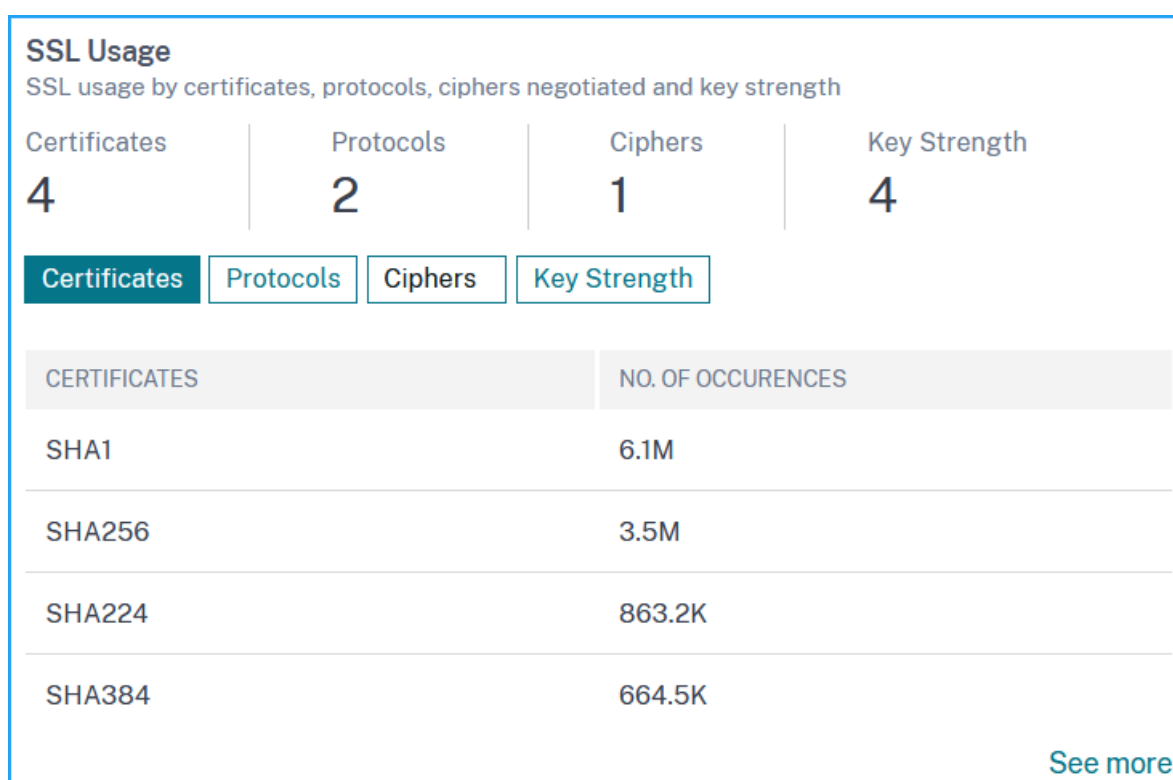 SSL Usage
SSL usage by certificates, protocols, ciphers negotiated and key strength
Certificates Protocols Ciphers Key Strength
4 2 1 4
Certificates Protocols Ciphers Key Strength
CERTIFICATES NO. OF OCCURENCES
SHA1 6.1M
SHA256 3.5M
SHA224 863.2K
SHA384 664.5K
See more